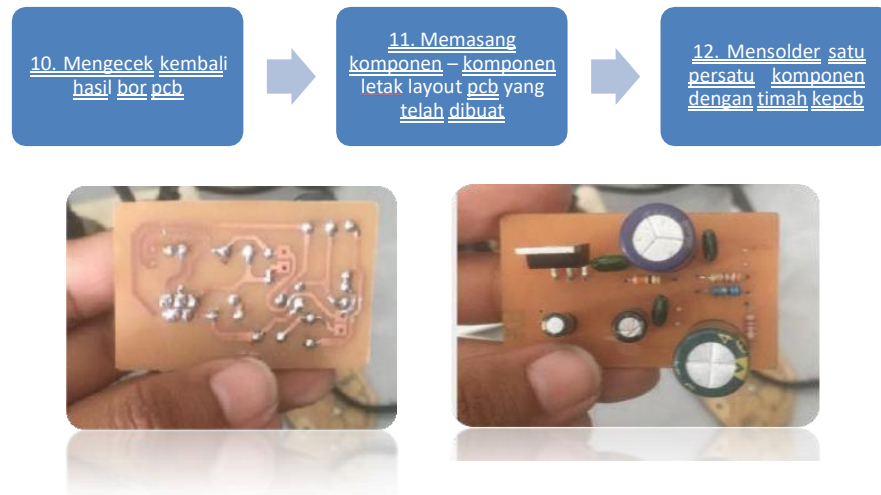 10. Mengecek kembali
hasil bor pcb
11. Memasang
komponen – komponen
letak layout pcb yang
telah dibuat
12. Mensolder satu
persatu komponen
dengan timah kepcb